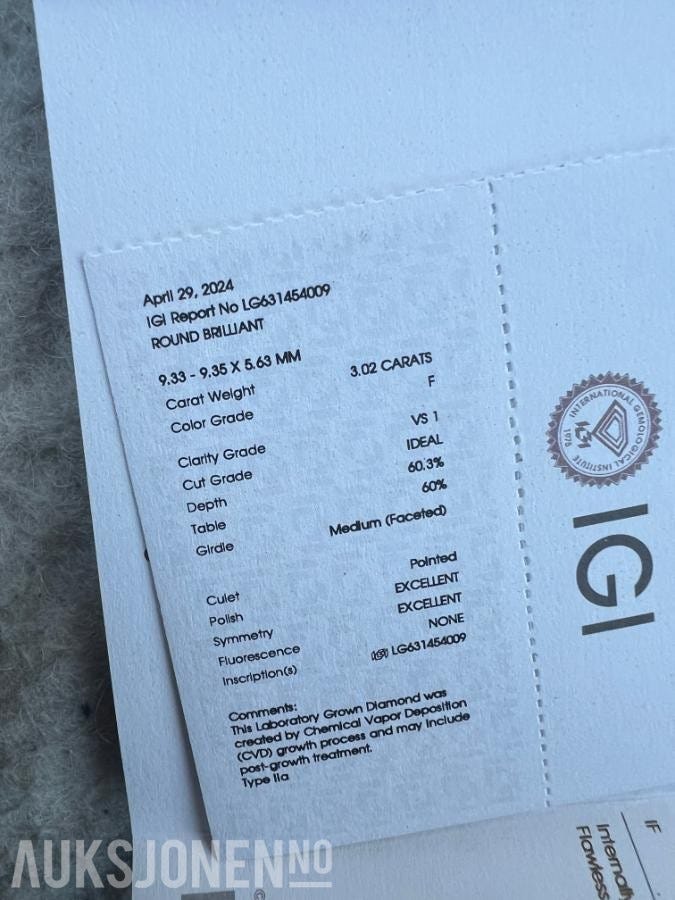 April 29, 2024
IGI Report No LG631454009
ROUND BRILLIANT
9.33 - 9.35 X 5.63 MM
Carat Weight 3.02 CARATS
Color Grade F
Clarity Grade VS 1
Cut Grade IDEAL
Depth 60.3%
Table 60%
Girdle Medium (Faceted)
Culet Pointed
Polish EXCELLENT
Symmetry EXCELLENT
Fluorescence NONE
Inscription(s) IGI LG631454009
Comments:
This Laboratory Grown Diamond was
created by Chemical Vapor Deposition
(CVD) growth process and may include
post-growth treatment.
Type IIa
INTERNATIONAL GEMOLOGICAL INSTITUTE
IGI
1975
IGI
IF
Internally
Flawless
©
AUKSJONEN NO